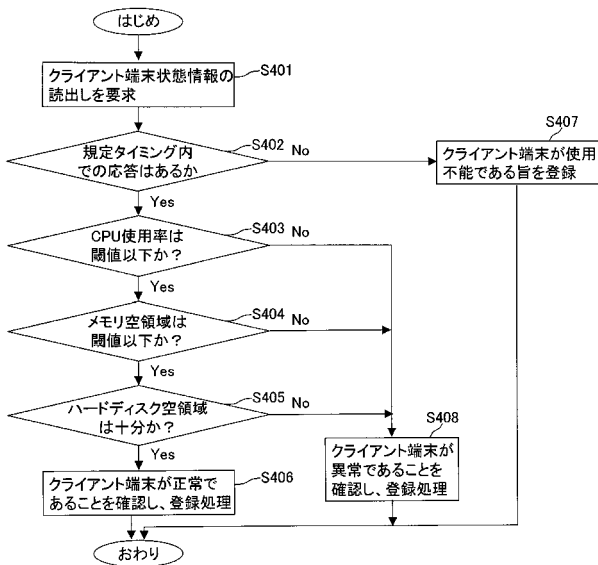 はじめ
クライアント端末状態情報の
読出しを要求
S401
規定タイミング内
での応答はあるか
S402
No
クライアント端末が使用
不能である旨を登録
S407
Yes
CPU使用率は
閾値以下か？
S403
No
Yes
メモリ空領域は
閾値以下か？
S404
No
Yes
ハードディスク空領域
は十分か？
S405
No
Yes
クライアント端末が正常で
あることを確認し、登録処理
S406
クライアント端末が
異常であることを
確認し、登録処理
S408
おわり